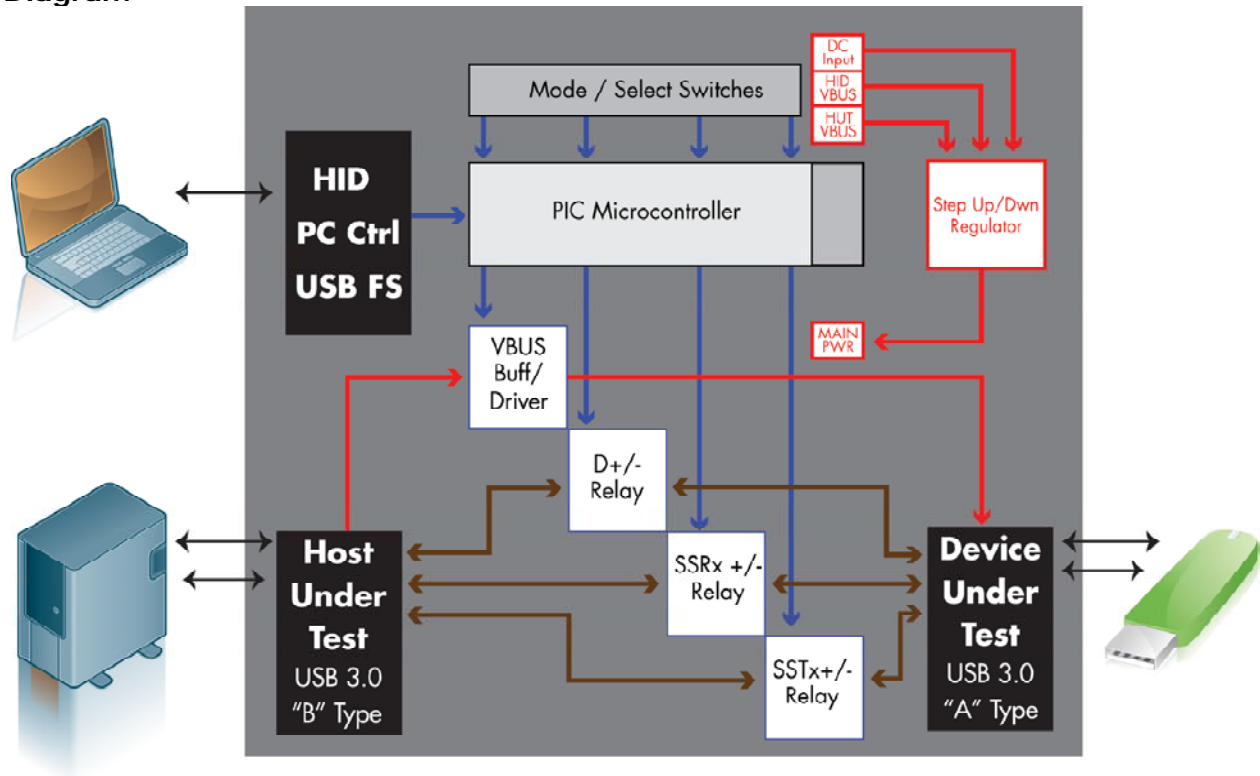 Diagram
DC
Input
HID
VBUS
HUT
VBUS
Mode / Select Switches
HID
PC Ctrl
USB FS
PIC Microcontroller
Step Up/Dwn
Regulator
MAIN
PWR
VBUS
Buff/
Driver
D+/-
Relay
SSRx +/-
Relay
SSTx+/-
Relay
Host
Under
Test
USB 3.0
"B" Type
Device
Under
Test
USB 3.0
"A" Type